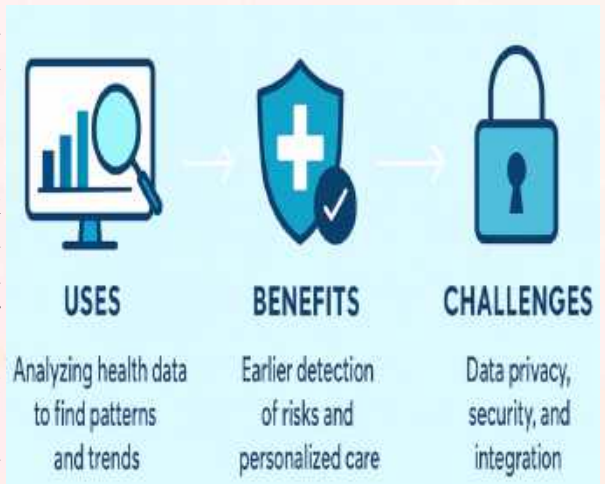 USES
Analyzing health data
to find patterns
and trends
BENEFITS
Earlier detection
of risks and
personalized care
CHALLENGES
Data privacy,
security, and
integration